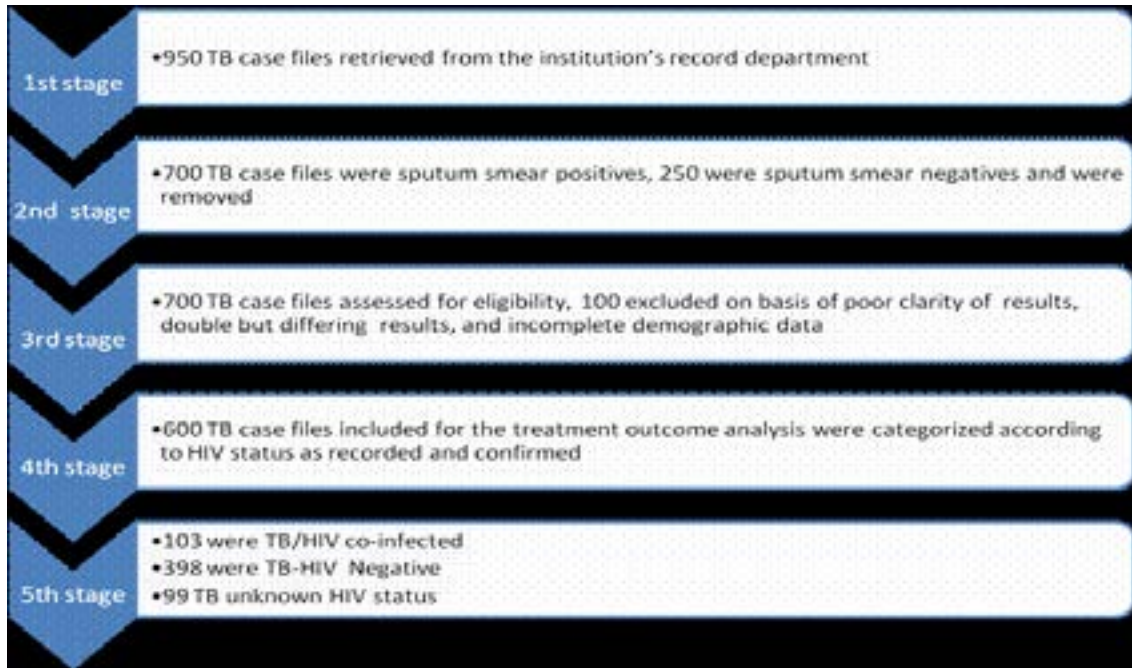 1st stage
•950 TB case files retrieved from the institution's record department
2nd stage
•700 TB case files were sputum smear positives, 250 were sputum smear negatives and were
removed
3rd stage
•700 TB case files assessed for eligibility, 100 excluded on basis of poor clarity of results,
double but differing results, and incomplete demographic data
4th stage
•600 TB case files included for the treatment outcome analysis were categorized according
to HIV status as recorded and confirmed
5th stage
•103 were TB/HIV co-infected
•398 were TB-HIV Negative
•99 TB unknown HIV status